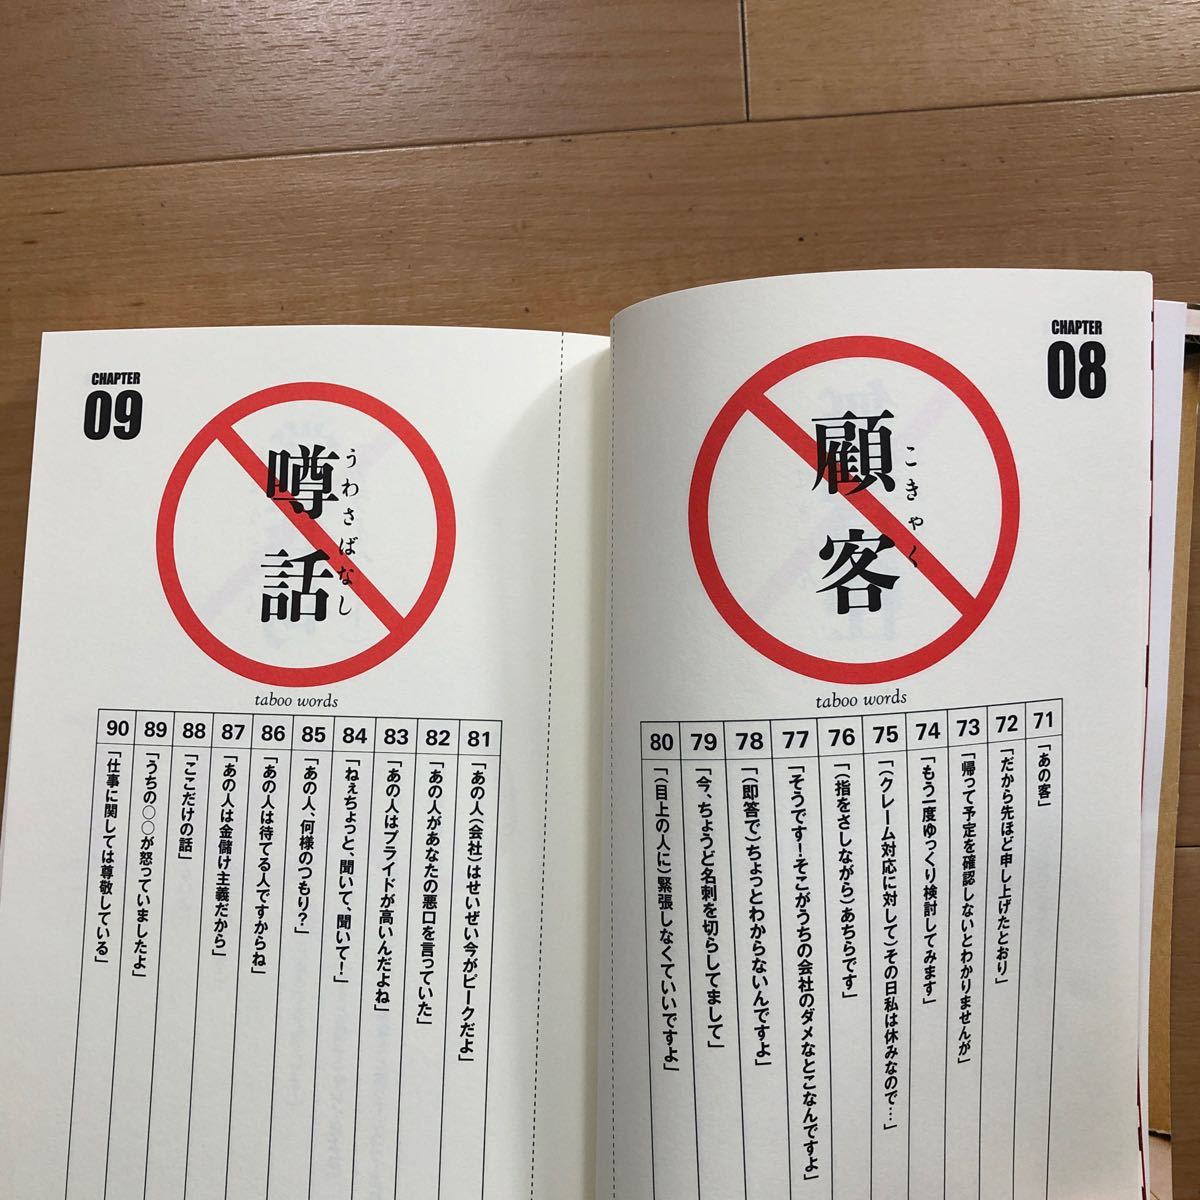 CHAPTER
08
顧客
こきゃく
taboo words
71
「あの客」
72
「だから先ほど申し上げたとおり」
73
「帰って予定を確認しないとわかりませんが」
74
「もう一度ゆっくり検討してみます」
75
「(クレーム対応に対して)その日私は休みなので…」
76
「(指をさしながら)あちらです」
77
「そうです!そこがうちの会社のダメなとこなんですよ」
78
「(即答で)ちょっとわからないんですよ」
79
「今、ちょうど名刺を切らしてまして」
80
「(目上の人に)緊張しなくていいですよ」
CHAPTER
09
噂話
うわさばなし
taboo words
81
「あの人(会社)はせいぜい今がピークだよ」
82
「あの人があなたの悪口を言っていた」
83
「あの人はプライドが高いんだよね」
84
「ねぇちょっと、聞いて、聞いて!」
85
「あの人、何様のつもり?」
86
「あの人は待てる人ですからね」
87
「あの人は金儲け主義だから」
88
「ここだけの話」
89
「うちの○○が怒っていましたよ」
90
「仕事に関しては尊敬している」